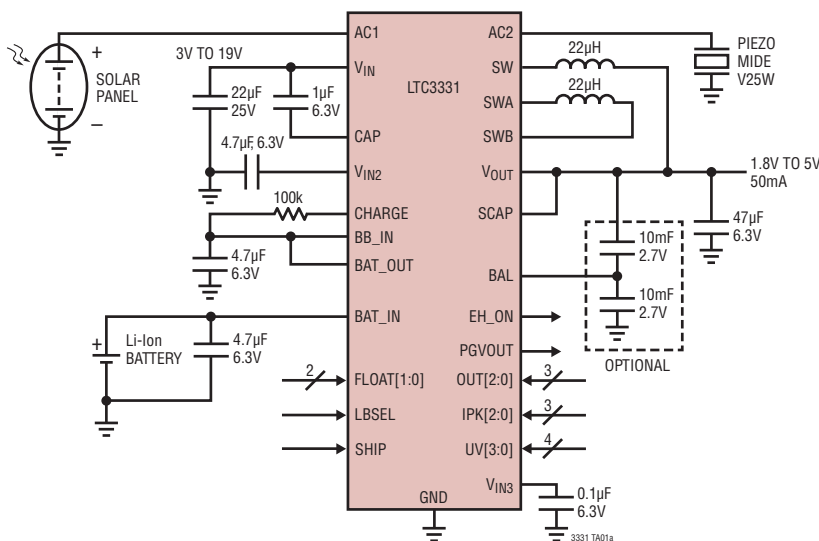 AC1
AC2
3V TO 19V
22µH
PIEZO
MIDE
V25W
+
SOLAR
PANEL
–
VIN
SW
LTC3331
22µH
22µF
25V
1µF
6.3V
SWA
CAP
SWB
4.7µF, 6.3V
VIN2
VOUT
1.8V TO 5V
50mA
100k
CHARGE
SCAP
47µF
6.3V
BB_IN
10mF
2.7V
4.7µF
6.3V
BAT_OUT
BAL
10mF
2.7V
BAT_IN
EH_ON
+
Li-Ion
BATTERY
4.7µF
6.3V
PGVOUT
OPTIONAL
2
FLOAT[1:0]
OUT[2:0]
3
LBSEL
IPK[2:0]
3
SHIP
UV[3:0]
4
VIN3
GND
0.1µF
6.3V
3331 TA01a